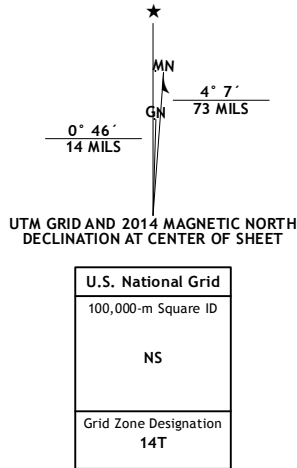 MN
4° 7´
73 MILS
GN
0° 46´
14 MILS
UTM GRID AND 2014 MAGNETIC NORTH
DECLINATION AT CENTER OF SHEET
U.S. National Grid
100,000-m Square ID
NS
Grid Zone Designation
14T